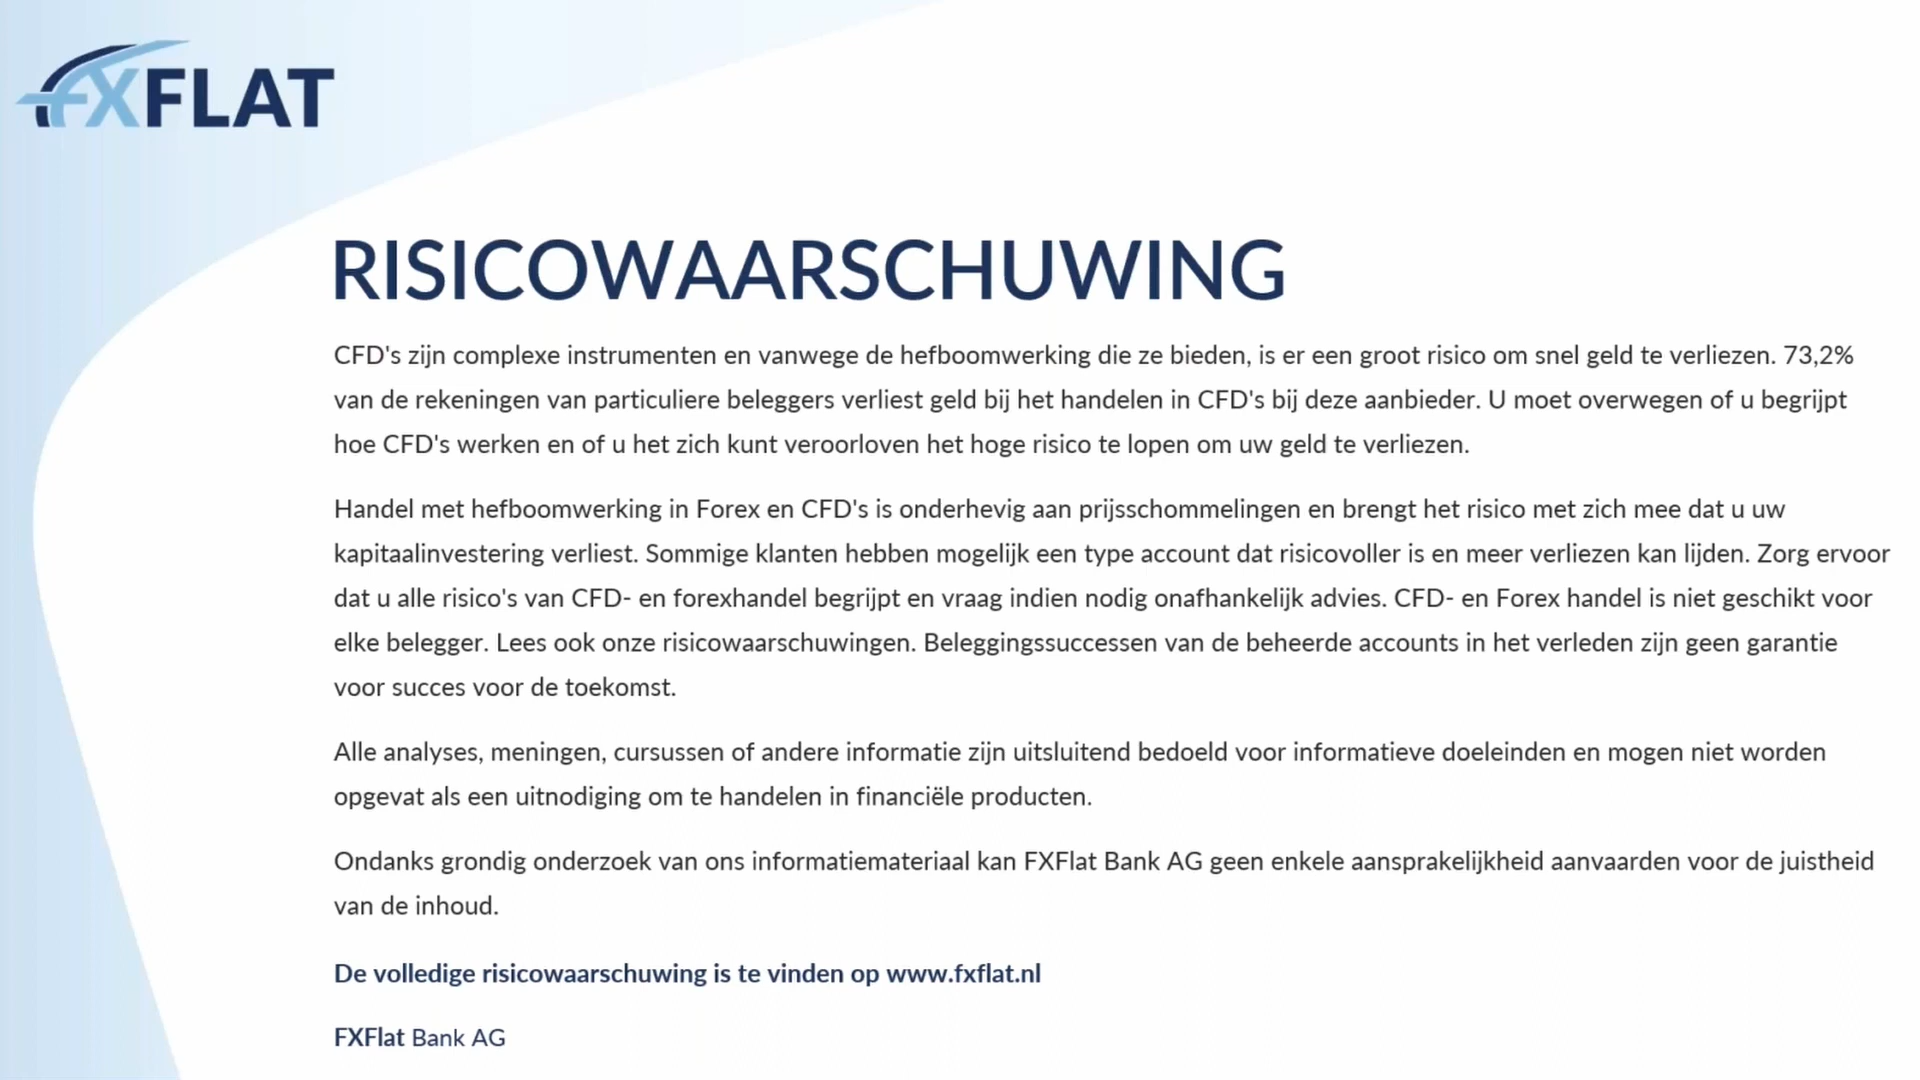 FXFLAT
RISICOWAARSCHUWING
CFD's zijn complexe instrumenten en vanwege de hefboomwerking die ze bieden, is er een groot risico om snel geld te verliezen. 73,2%
van de rekeningen van particuliere beleggers verliest geld bij het handelen in CFD's bij deze aanbieder. U moet overwegen of u begrijpt
hoe CFD's werken en of u het zich kunt veroorloven het hoge risico te lopen om uw geld te verliezen.
Handel met hefboomwerking in Forex en CFD's is onderhevig aan prijsschommelingen en brengt het risico met zich mee dat u uw
kapitaalinvestering verliest. Sommige klanten hebben mogelijk een type account dat risicovoller is en meer verliezen kan lijden. Zorg ervoor
dat u alle risico's van CFD- en forexhandel begrijpt en vraag indien nodig onafhankelijk advies. CFD- en Forex handel is niet geschikt voor
elke belegger. Lees ook onze risicowaarschuwingen. Beleggingssuccessen van de beheerde accounts in het verleden zijn geen garantie
voor succes voor de toekomst.
Alle analyses, meningen, cursussen of andere informatie zijn uitsluitend bedoeld voor informatieve doeleinden en mogen niet worden
opgevat als een uitnodiging om te handelen in financiële producten.
Ondanks grondig onderzoek van ons informatiemateriaal kan FXFlat Bank AG geen enkele aansprakelijkheid aanvaarden voor de juistheid
van de inhoud.
De volledige risicowaarschuwing is te vinden op www.fxflat.nl
FXFlat Bank AG